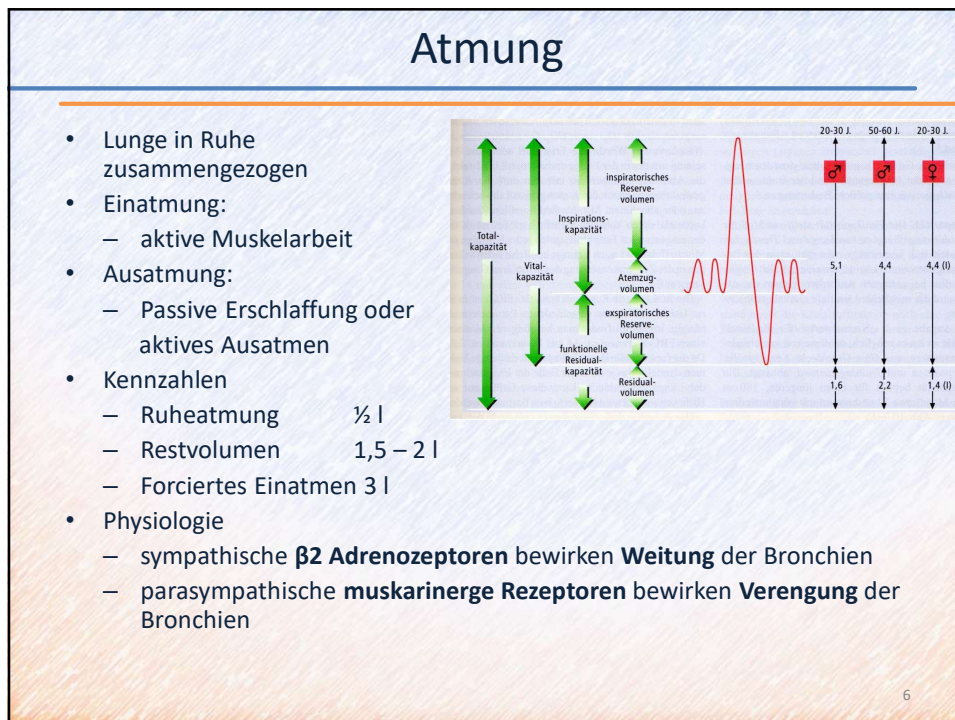 Atmung
• Lunge in Ruhe
zusammengezogen
• Einatmung:
– aktive Muskelarbeit
• Ausatmung:
– Passive Erschlaffung oder
aktives Ausatmen
• Kennzahlen
– Ruheatmung ½ l
– Restvolumen 1,5 – 2 l
– Forciertes Einatmen 3 l
• Physiologie
– sympathische β2 Adrenozeptoren bewirken Weitung der Bronchien
– parasympathische muskarinerge Rezeptoren bewirken Verengung der
Bronchien
Total-
kapazität
Vital-
kapazität
Inspirations-
kapazität
funktionelle
Residual-
kapazität
inspiratorisches
Reserve-
volumen
Atemzug-
volumen
exspiratorisches
Reserve-
volumen
Residual-
volumen
20-30 J. 50-60 J. 20-30 J.
♂ ♂ ♀
5,1 4,4 4,4 (l)
1,6 2,2 1,4 (l)
6